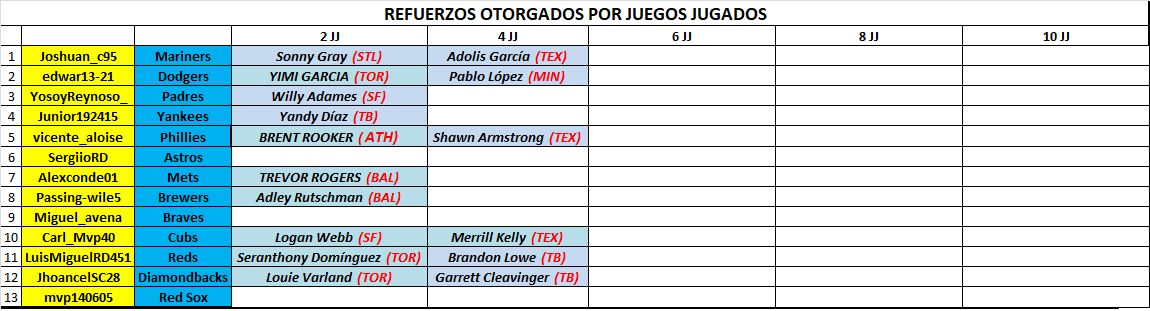 REFUERZOS OTORGADOS POR JUEGOS JUGADOS
2 JJ 4 JJ 6 JJ 8 JJ 10 JJ
1 Joshuan_c95 Mariners Sonny Gray (STL) Adolis García (TEX)
2 edwar13-21 Dodgers YIMI GARCIA (TOR) Pablo López (MIN)
3 YosoyReynoso_ Padres Willy Adames (SF)
4 Junior192415 Yankees Yandy Díaz (TB)
5 vicente_aloise Phillies BRENT ROOKER (ATH) Shawn Armstrong (TEX)
6 SergiioRD Astros
7 Alexconde01 Mets TREVOR ROGERS (BAL)
8 Passing-wile5 Brewers Adley Rutschman (BAL)
9 Miguel_avena Braves
10 Carl_Mvp40 Cubs Logan Webb (SF) Merrill Kelly (TEX)
11 LuisMiguelRD451 Reds Seranthony Domínguez (TOR) Brandon Lowe (TB)
12 JhoancelSC28 Diamondbacks Louie Varland (TOR) Garrett Cleavinger (TB)
13 mvp140605 Red Sox